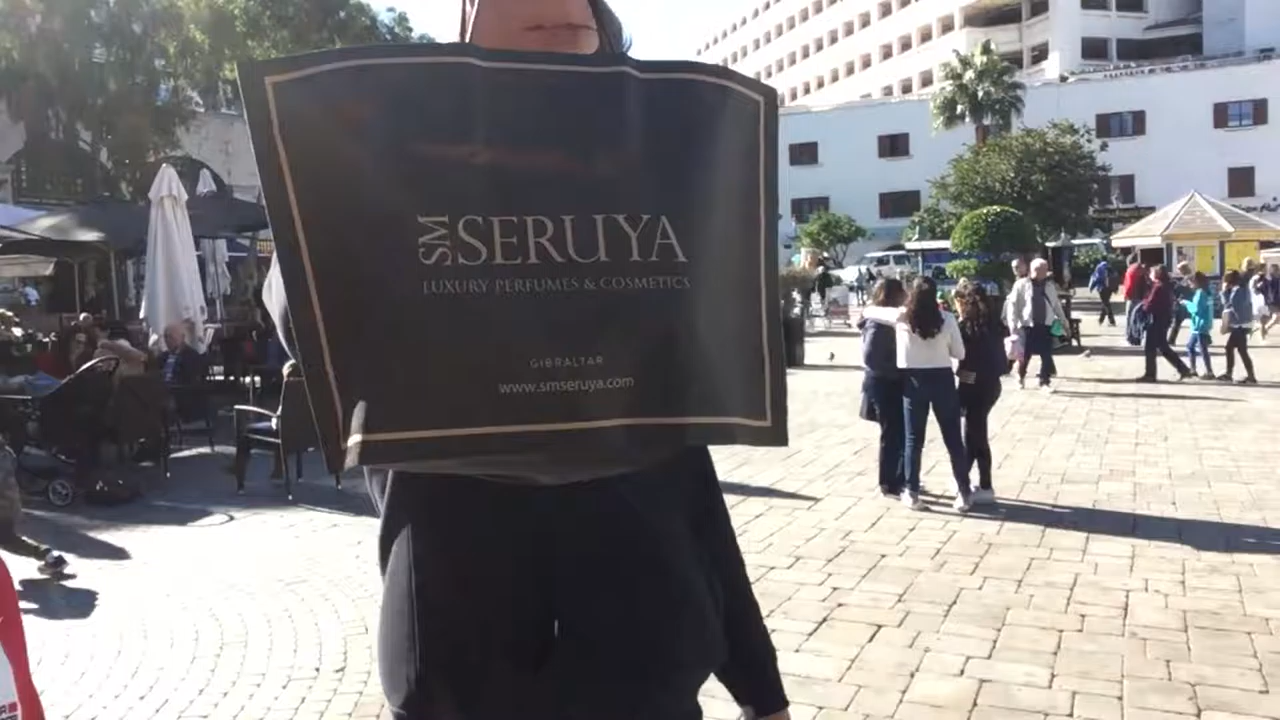 SM SERUYA
LUXURY PERFUMES & COSMETICS
GIBRALTAR
www.smseruya.com